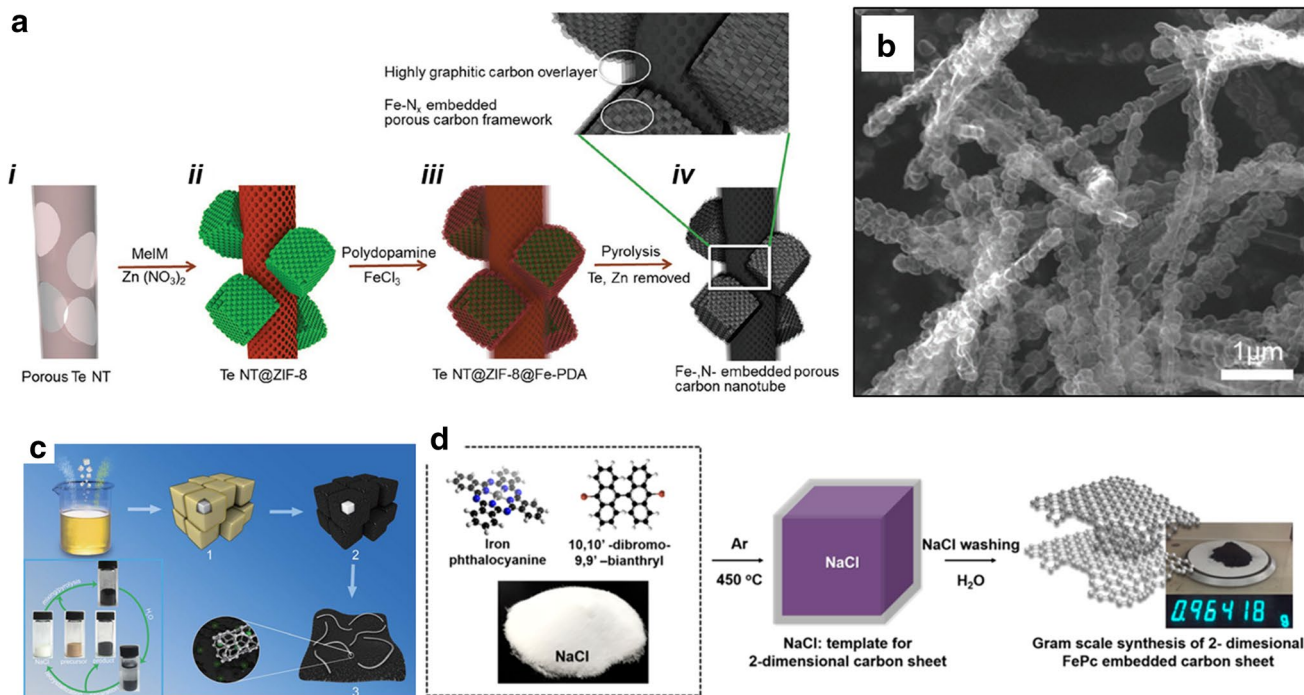 a
Highly graphitic carbon overlayer
Fe-Nx embedded
porous carbon framework
i
ii
iii
iv
MeIM
Zn (NO3)2
Polydopamine
FeCl3
Pyrolysis
Te, Zn removed
Porous Te NT
Te NT@ZIF-8
Te NT@ZIF-8@Fe-PDA
Fe-,N- embedded porous
carbon nanotube
b
1μm
c
1
2
3
H2O
NaCl
precursor
product
d
Iron
phthalocyanine
10,10' -dibromo-
9,9' –bianthryl
NaCl
Ar
450 °C
NaCl
NaCl: template for
2-dimensional carbon sheet
NaCl washing
H2O
0.96418 g
Gram scale synthesis of 2- dimesional
FePc embedded carbon sheet